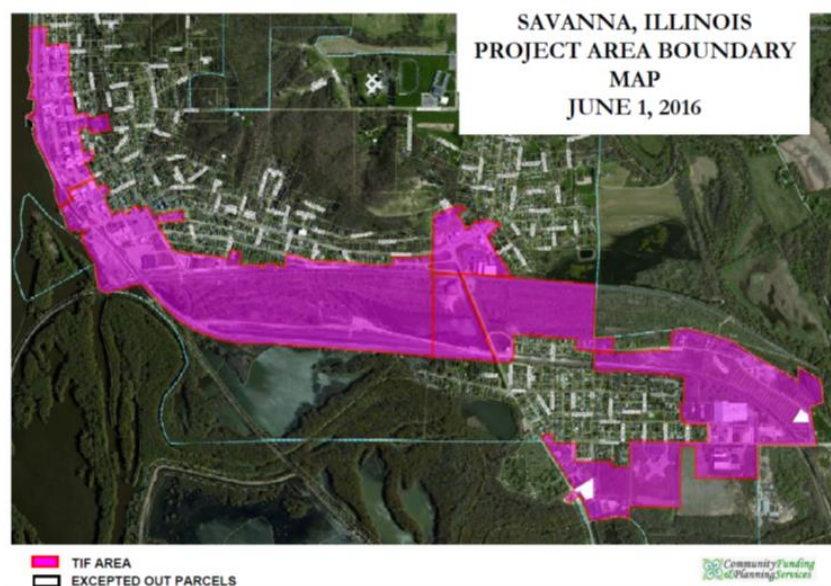 SAVANNA, ILLINOIS
PROJECT AREA BOUNDARY
MAP
JUNE 1, 2016
TIF AREA
EXCEPTED OUT PARCELS
Community Funding
& Planning Services